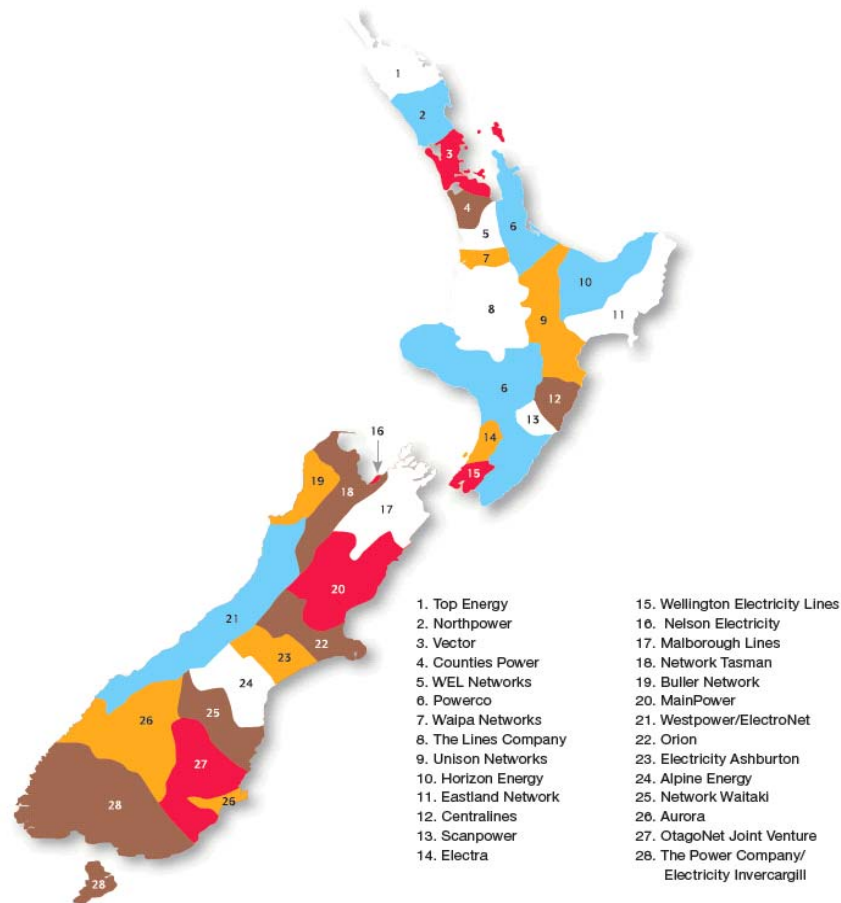 1
2
3
4
5
6
7
10
8
11
9
6
12
13
14
16
15
19
18
17
20
21
22
23
24
25
26
27
28
26
28
1. Top Energy
2. Northpower
3. Vector
4. Counties Power
5. WEL Networks
6. Powerco
7. Waipa Networks
8. The Lines Company
9. Unison Networks
10. Horizon Energy
11. Eastland Network
12. Centralines
13. Scanpower
14. Electra
15. Wellington Electricity Lines
16. Nelson Electricity
17. Malborough Lines
18. Network Tasman
19. Buller Network
20. MainPower
21. Westpower/ElectroNet
22. Orion
23. Electricity Ashburton
24. Alpine Energy
25. Network Waitaki
26. Aurora
27. OtagoNet Joint Venture
28. The Power Company/
Electricity Invercargill